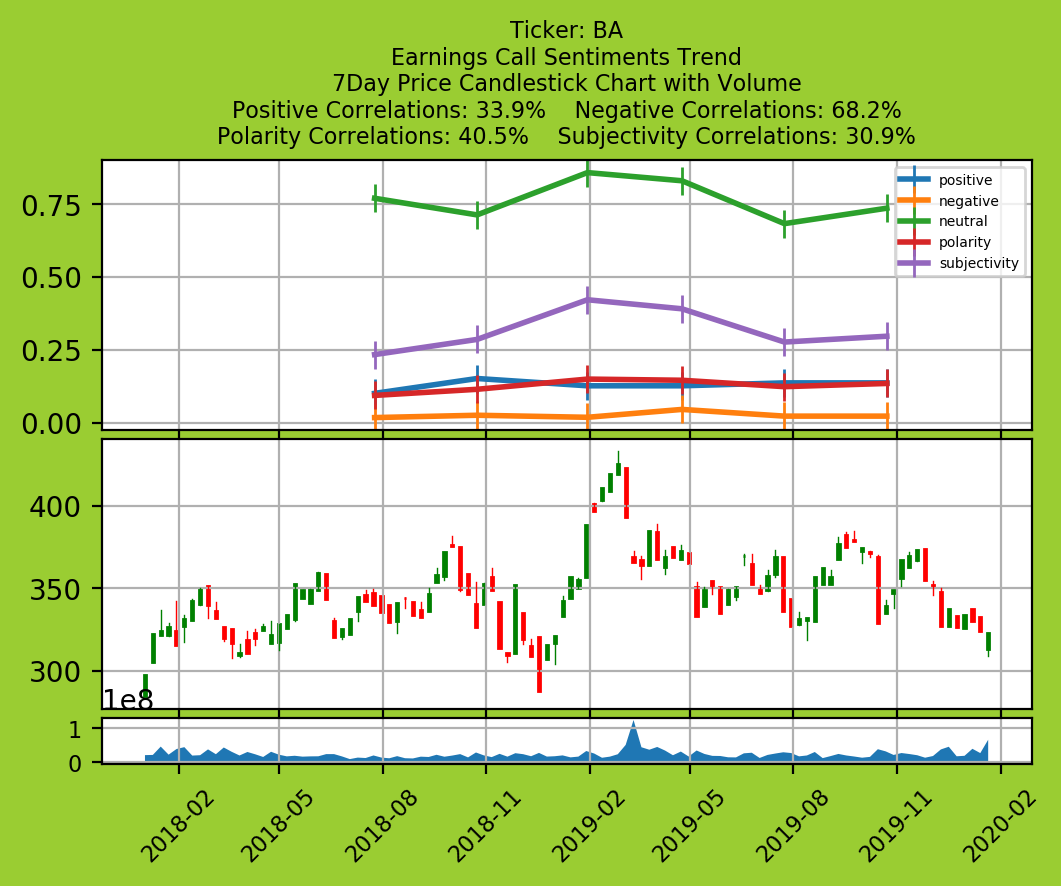 Ticker: BA
Earnings Call Sentiments Trend
7Day Price Candlestick Chart with Volume
Positive Correlations: 33.9%    Negative Correlations: 68.2%
Polarity Correlations: 40.5%    Subjectivity Correlations: 30.9%
0.75
0.50
0.25
0.00
positive
negative
neutral
polarity
subjectivity
400
350
300
1e8
1
0
2018-02
2018-05
2018-08
2018-11
2019-02
2019-05
2019-08
2019-11
2020-02